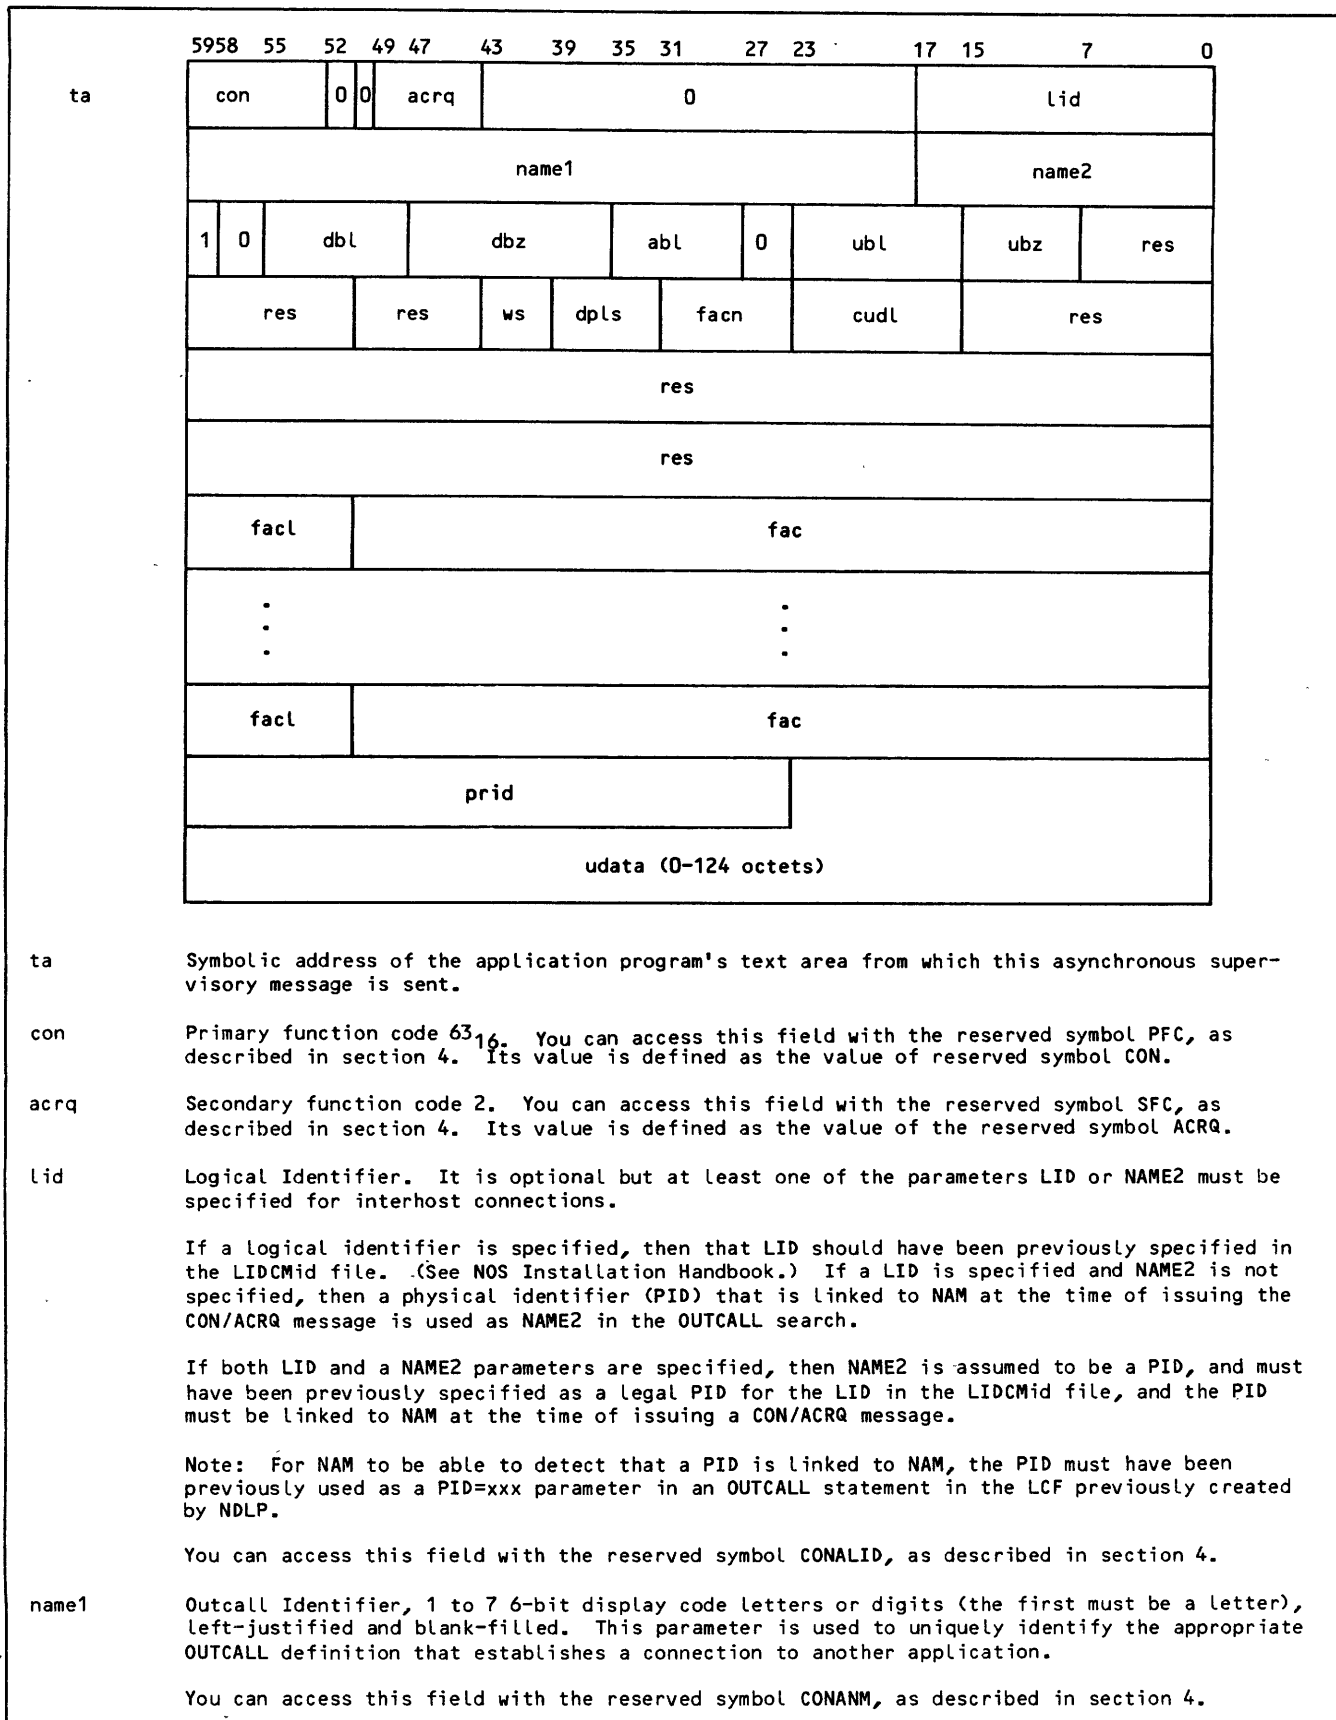 5958 55 52 49 47 43 39 35 31 27 23 17 15 7 0
ta con 0 0 acrq 0 lid
name1 name2
1 0 dbl dbz abl 0 ubl ubz res
res res ws dpls facn cudl res
res
res
facl fac
facl fac
prid
udata (0-124 octets)
ta Symbolic address of the application program's text area from which this asynchronous super-
visory message is sent.
con Primary function code 63₁₆. You can access this field with the reserved symbol PFC, as
described in section 4. Its value is defined as the value of reserved symbol CON.
acrq Secondary function code 2. You can access this field with the reserved symbol SFC, as
described in section 4. Its value is defined as the value of the reserved symbol ACRQ.
lid Logical Identifier. It is optional but at least one of the parameters LID or NAME2 must be
specified for interhost connections.
If a logical identifier is specified, then that LID should have been previously specified in
the LIDCMid file. (See NOS Installation Handbook.) If a LID is specified and NAME2 is not
specified, then a physical identifier (PID) that is linked to NAM at the time of issuing the
CON/ACRQ message is used as NAME2 in the OUTCALL search.
If both LID and a NAME2 parameters are specified, then NAME2 is assumed to be a PID, and must
have been previously specified as a legal PID for the LID in the LIDCMid file, and the PID
must be linked to NAM at the time of issuing a CON/ACRQ message.
Note: For NAM to be able to detect that a PID is linked to NAM, the PID must have been
previously used as a PID=xxx parameter in an OUTCALL statement in the LCF previously created
by NDLP.
You can access this field with the reserved symbol CONALID, as described in section 4.
name1 Outcall Identifier, 1 to 7 6-bit display code letters or digits (the first must be a letter),
left-justified and blank-filled. This parameter is used to uniquely identify the appropriate
OUTCALL definition that establishes a connection to another application.
You can access this field with the reserved symbol CONANM, as described in section 4.